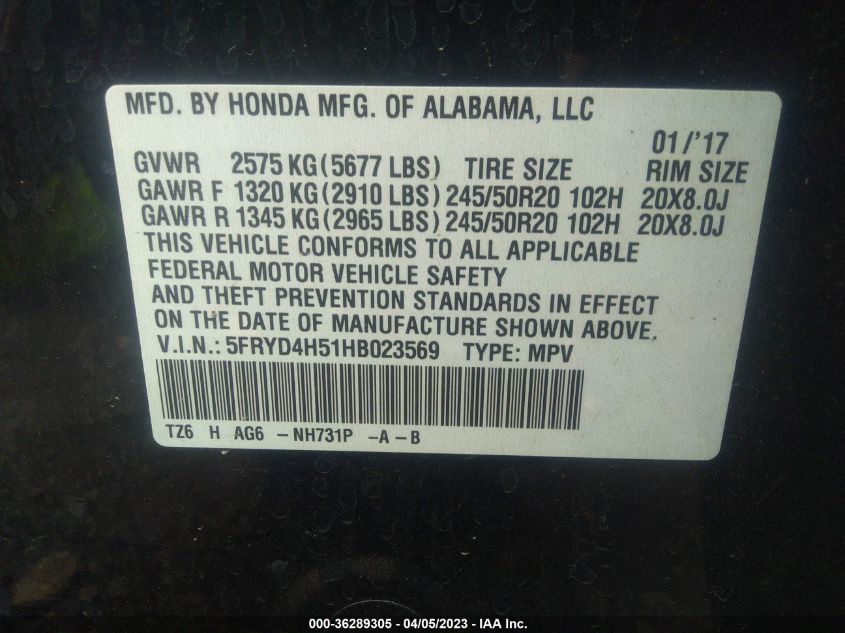 MFD. BY HONDA MFG. OF ALABAMA, LLC
01/'17
GVWR 2575 KG(5677 LBS) TIRE SIZE RIM SIZE
GAWR F 1320 KG(2910 LBS)245/50R20 102H 20X8.0J
GAWR R 1345 KG(2965 LBS)245/50R20 102H 20X8.0J
THIS VEHICLE CONFORMS TO ALL APPLICABLE
FEDERAL MOTOR VEHICLE SAFETY
AND THEFT PREVENTION STANDARDS IN EFFECT
ON THE DATE OF MANUFACTURE SHOWN ABOVE.
V.I.N.: 5FRYD4H51HB023569 TYPE: MPV
TZ6 H AG6 -NH731P -A-B
000-36289305 - 04/05/2023 - IAA Inc.